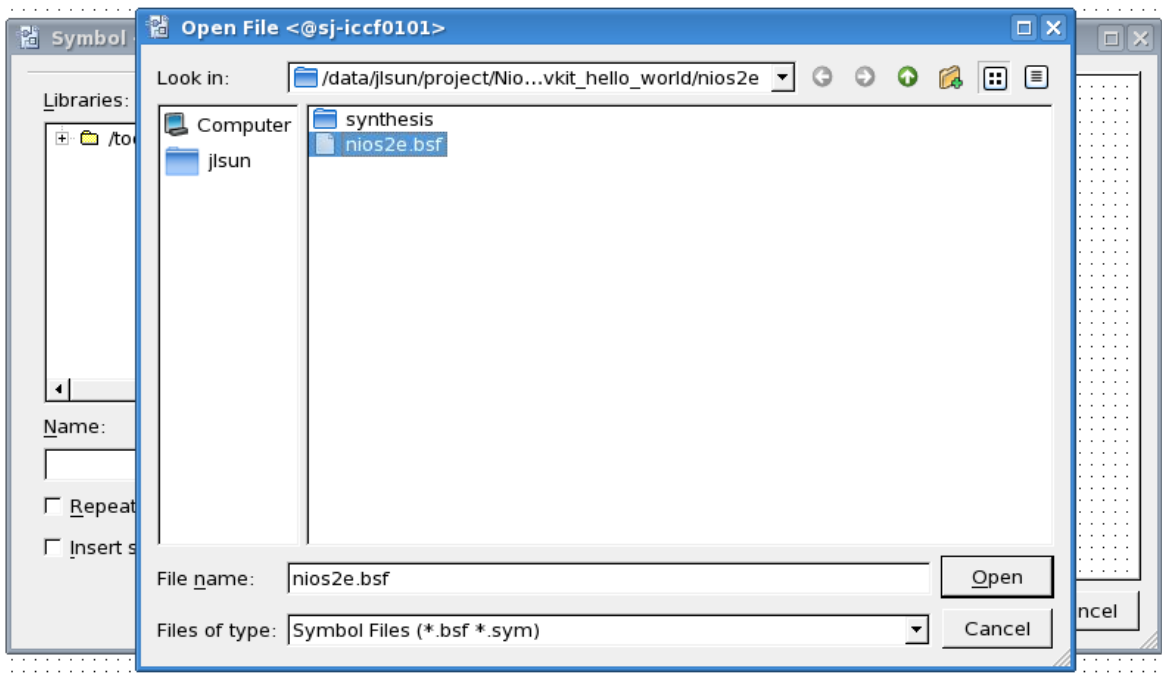 Symbol
Open File <@sj-iccf0101>
Look in:
/data/jlsun/project/Nio...vkit_hello_world/nios2e
Libraries:
/too
Computer
jlsun
synthesis
nios2e.bsf
Name:
Repeat
Insert s
File name:
nios2e.bsf
Open
Files of type:
Symbol Files (*.bsf *.sym)
Cancel
ncel